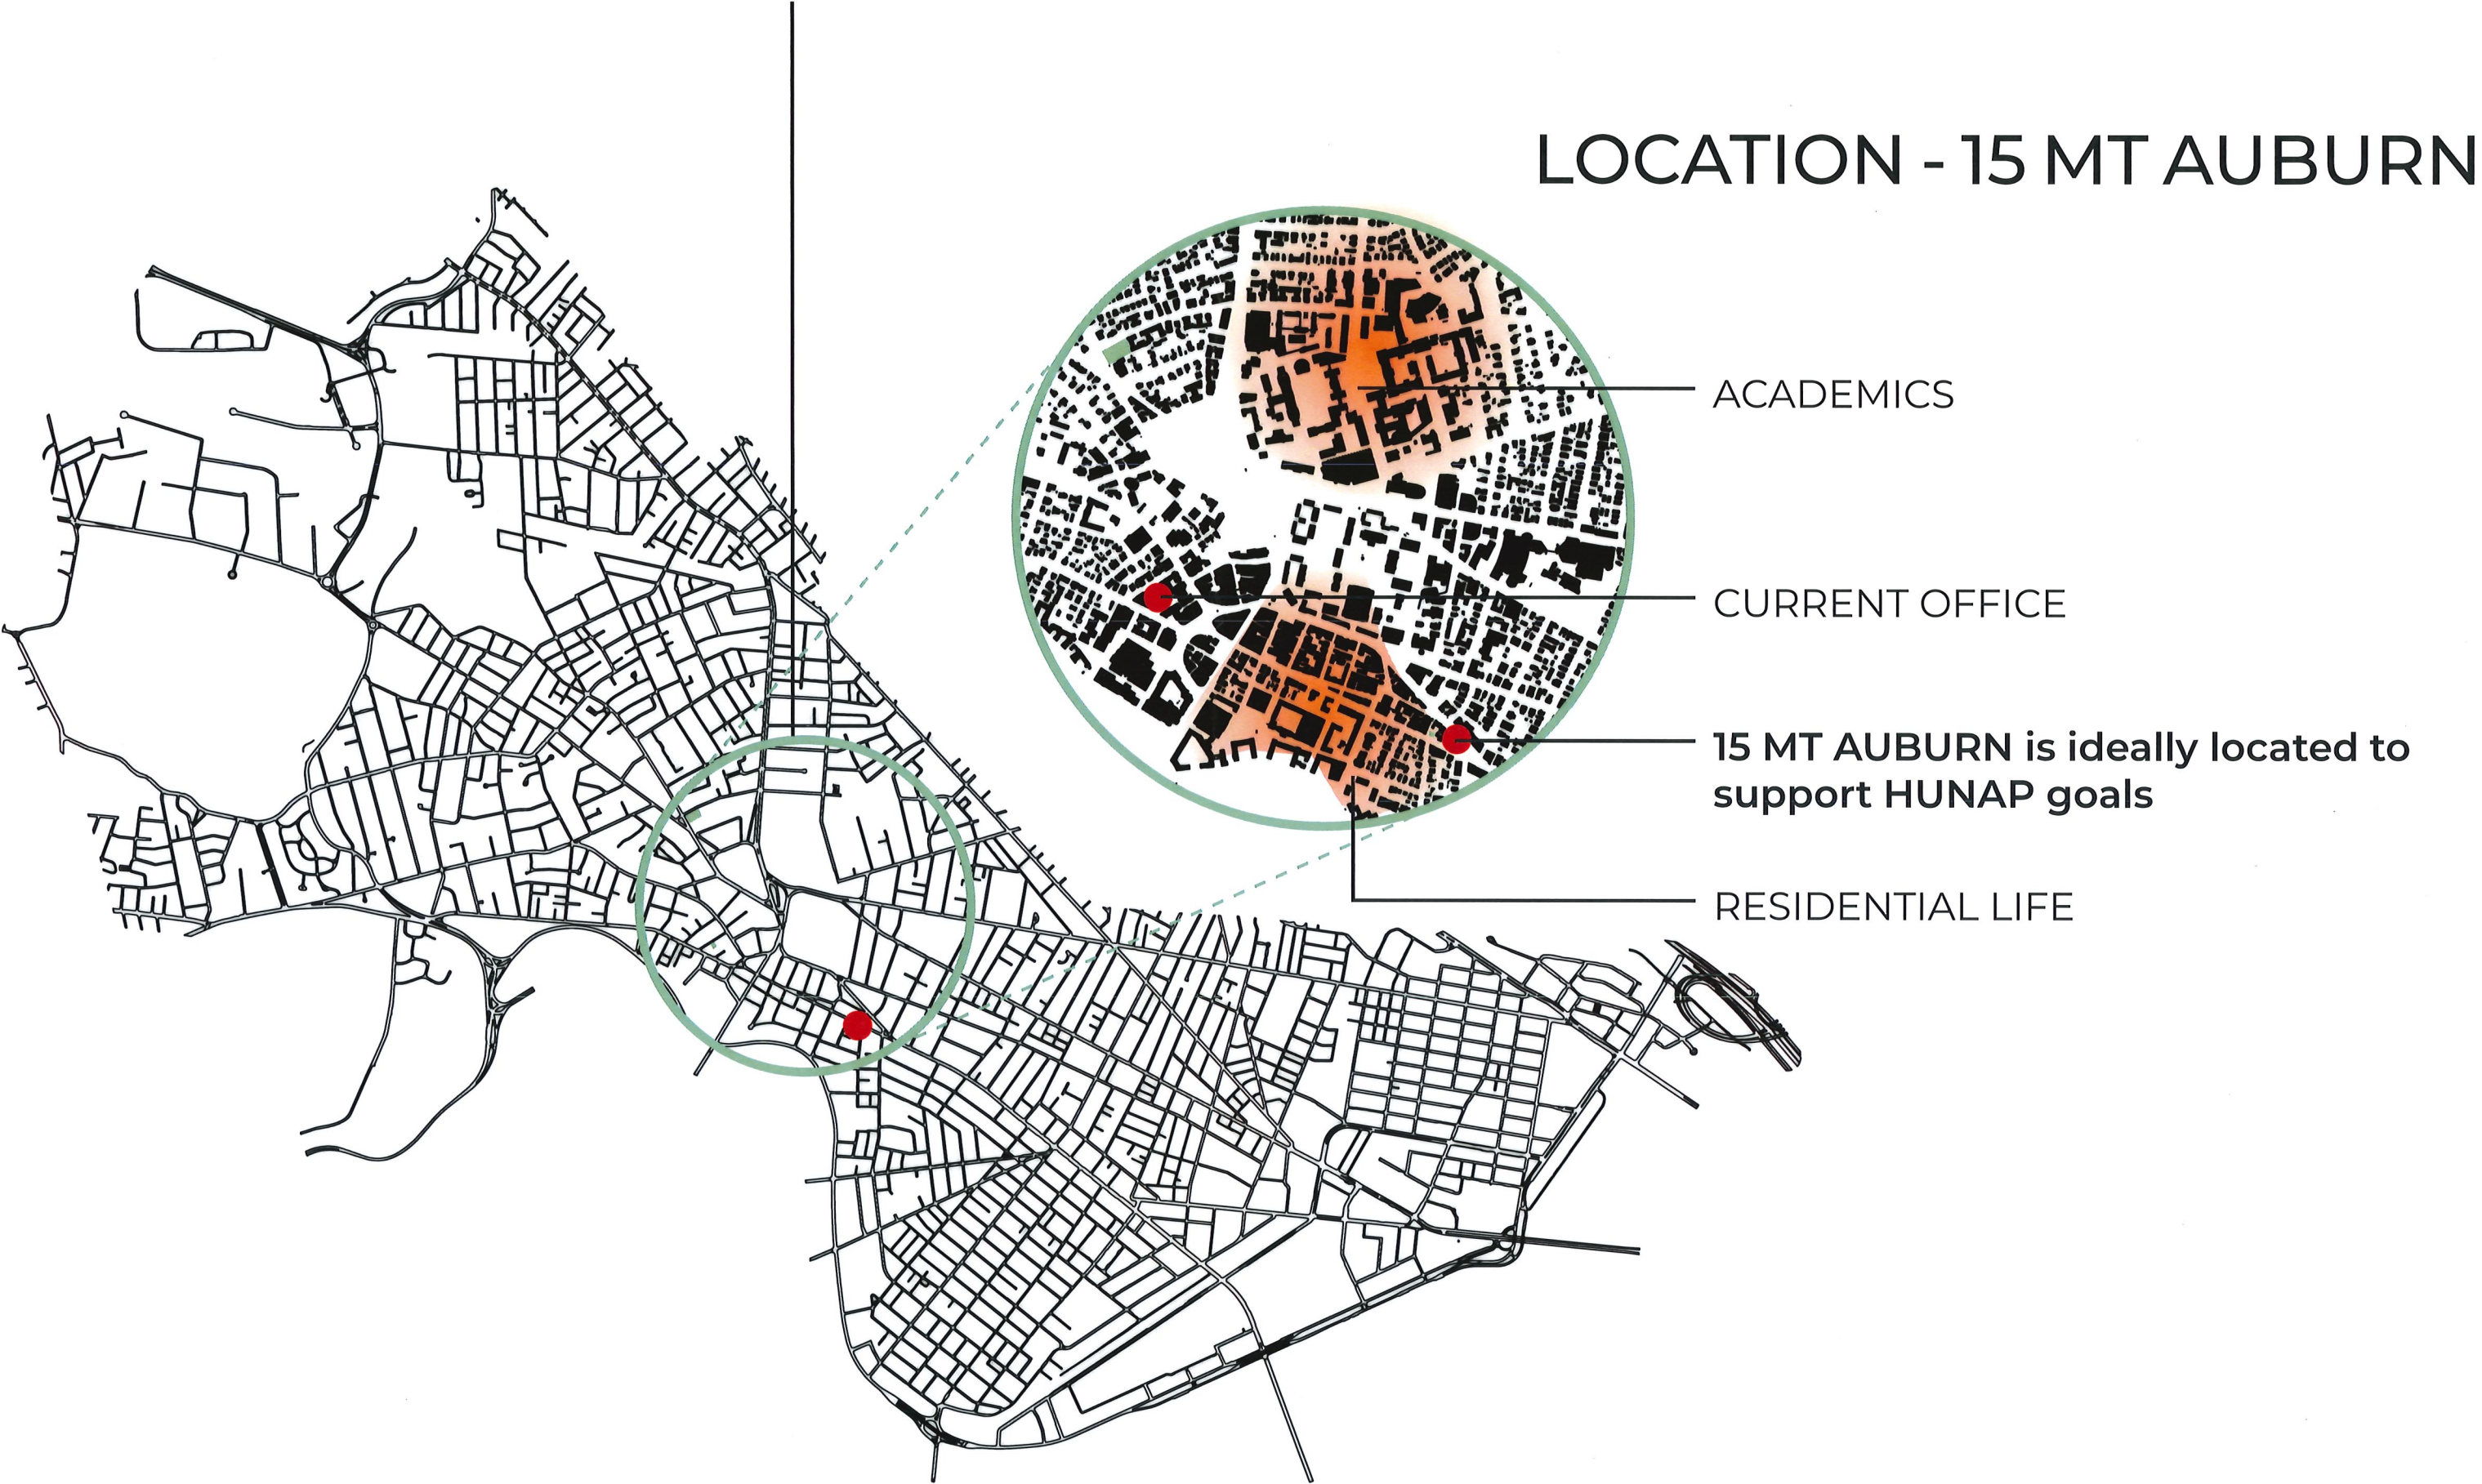 LOCATION - 15 MT AUBURN
ACADEMICS
CURRENT OFFICE
15 MT AUBURN is ideally located to
support HUNAP goals
RESIDENTIAL LIFE